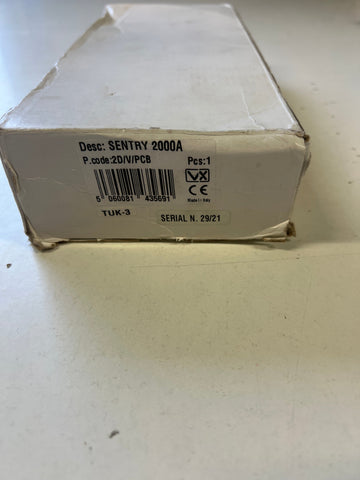 Desc: SENTRY 2000A
P.code:2D/V/PCB Pcs:1
VX
CE
Made in Italy
5 060081 435691
TUK-3
SERIAL N. 29/21